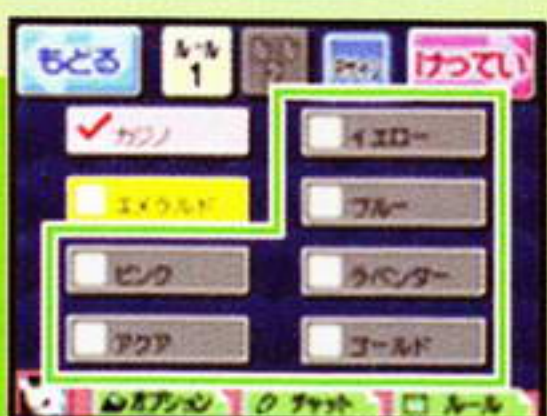 もどる
ルール
1
けってい
カジノ
イエロー
エメラルド
ブルー
ピンク
ラベンダー
アクア
ゴールド
オプション
チャット
ルール